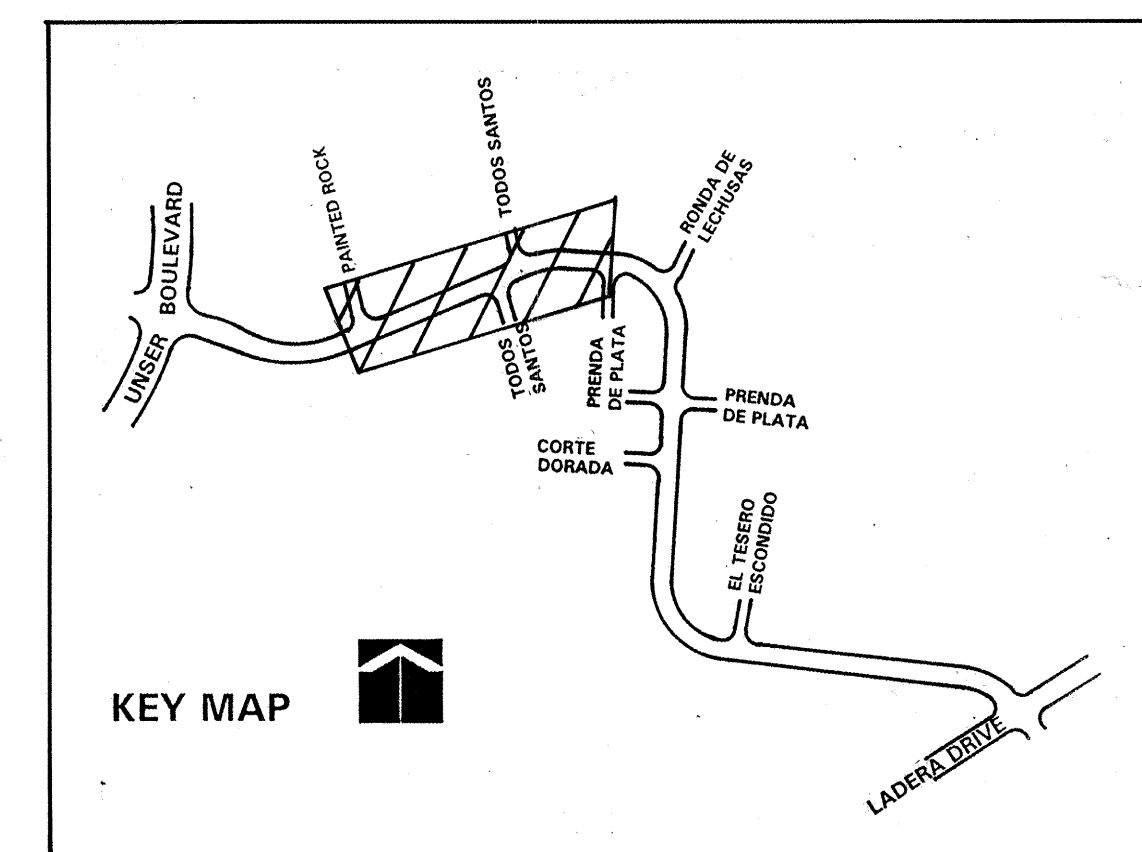 TODOS SANTOS
PAINTED ROCK
RONDA DE
LECHUSAS
BOULEVARD
UNSER
TODOS
SANTOS
PRENDA
DE PLATA
PRENDA
DE PLATA
CORTE
DORADA
EL TESERO
ESCONDIDO
KEY MAP
LADERA DRIVE